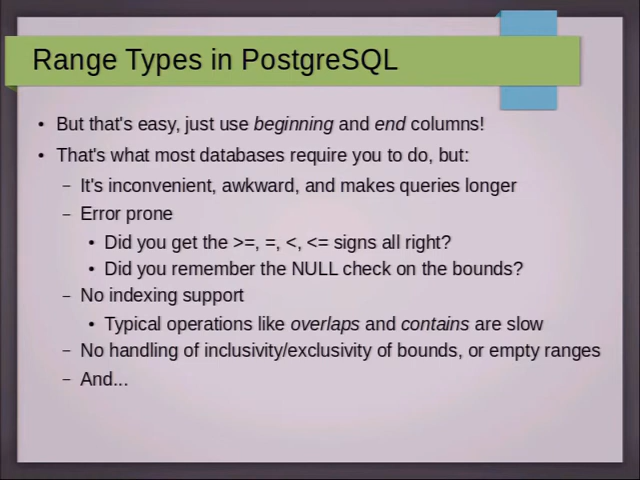 Range Types in PostgreSQL
• But that's easy, just use beginning and end columns!
• That's what most databases require you to do, but:
– It's inconvenient, awkward, and makes queries longer
– Error prone
• Did you get the >=, =, <, <= signs all right?
• Did you remember the NULL check on the bounds?
– No indexing support
• Typical operations like overlaps and contains are slow
– No handling of inclusivity/exclusivity of bounds, or empty ranges
– And...